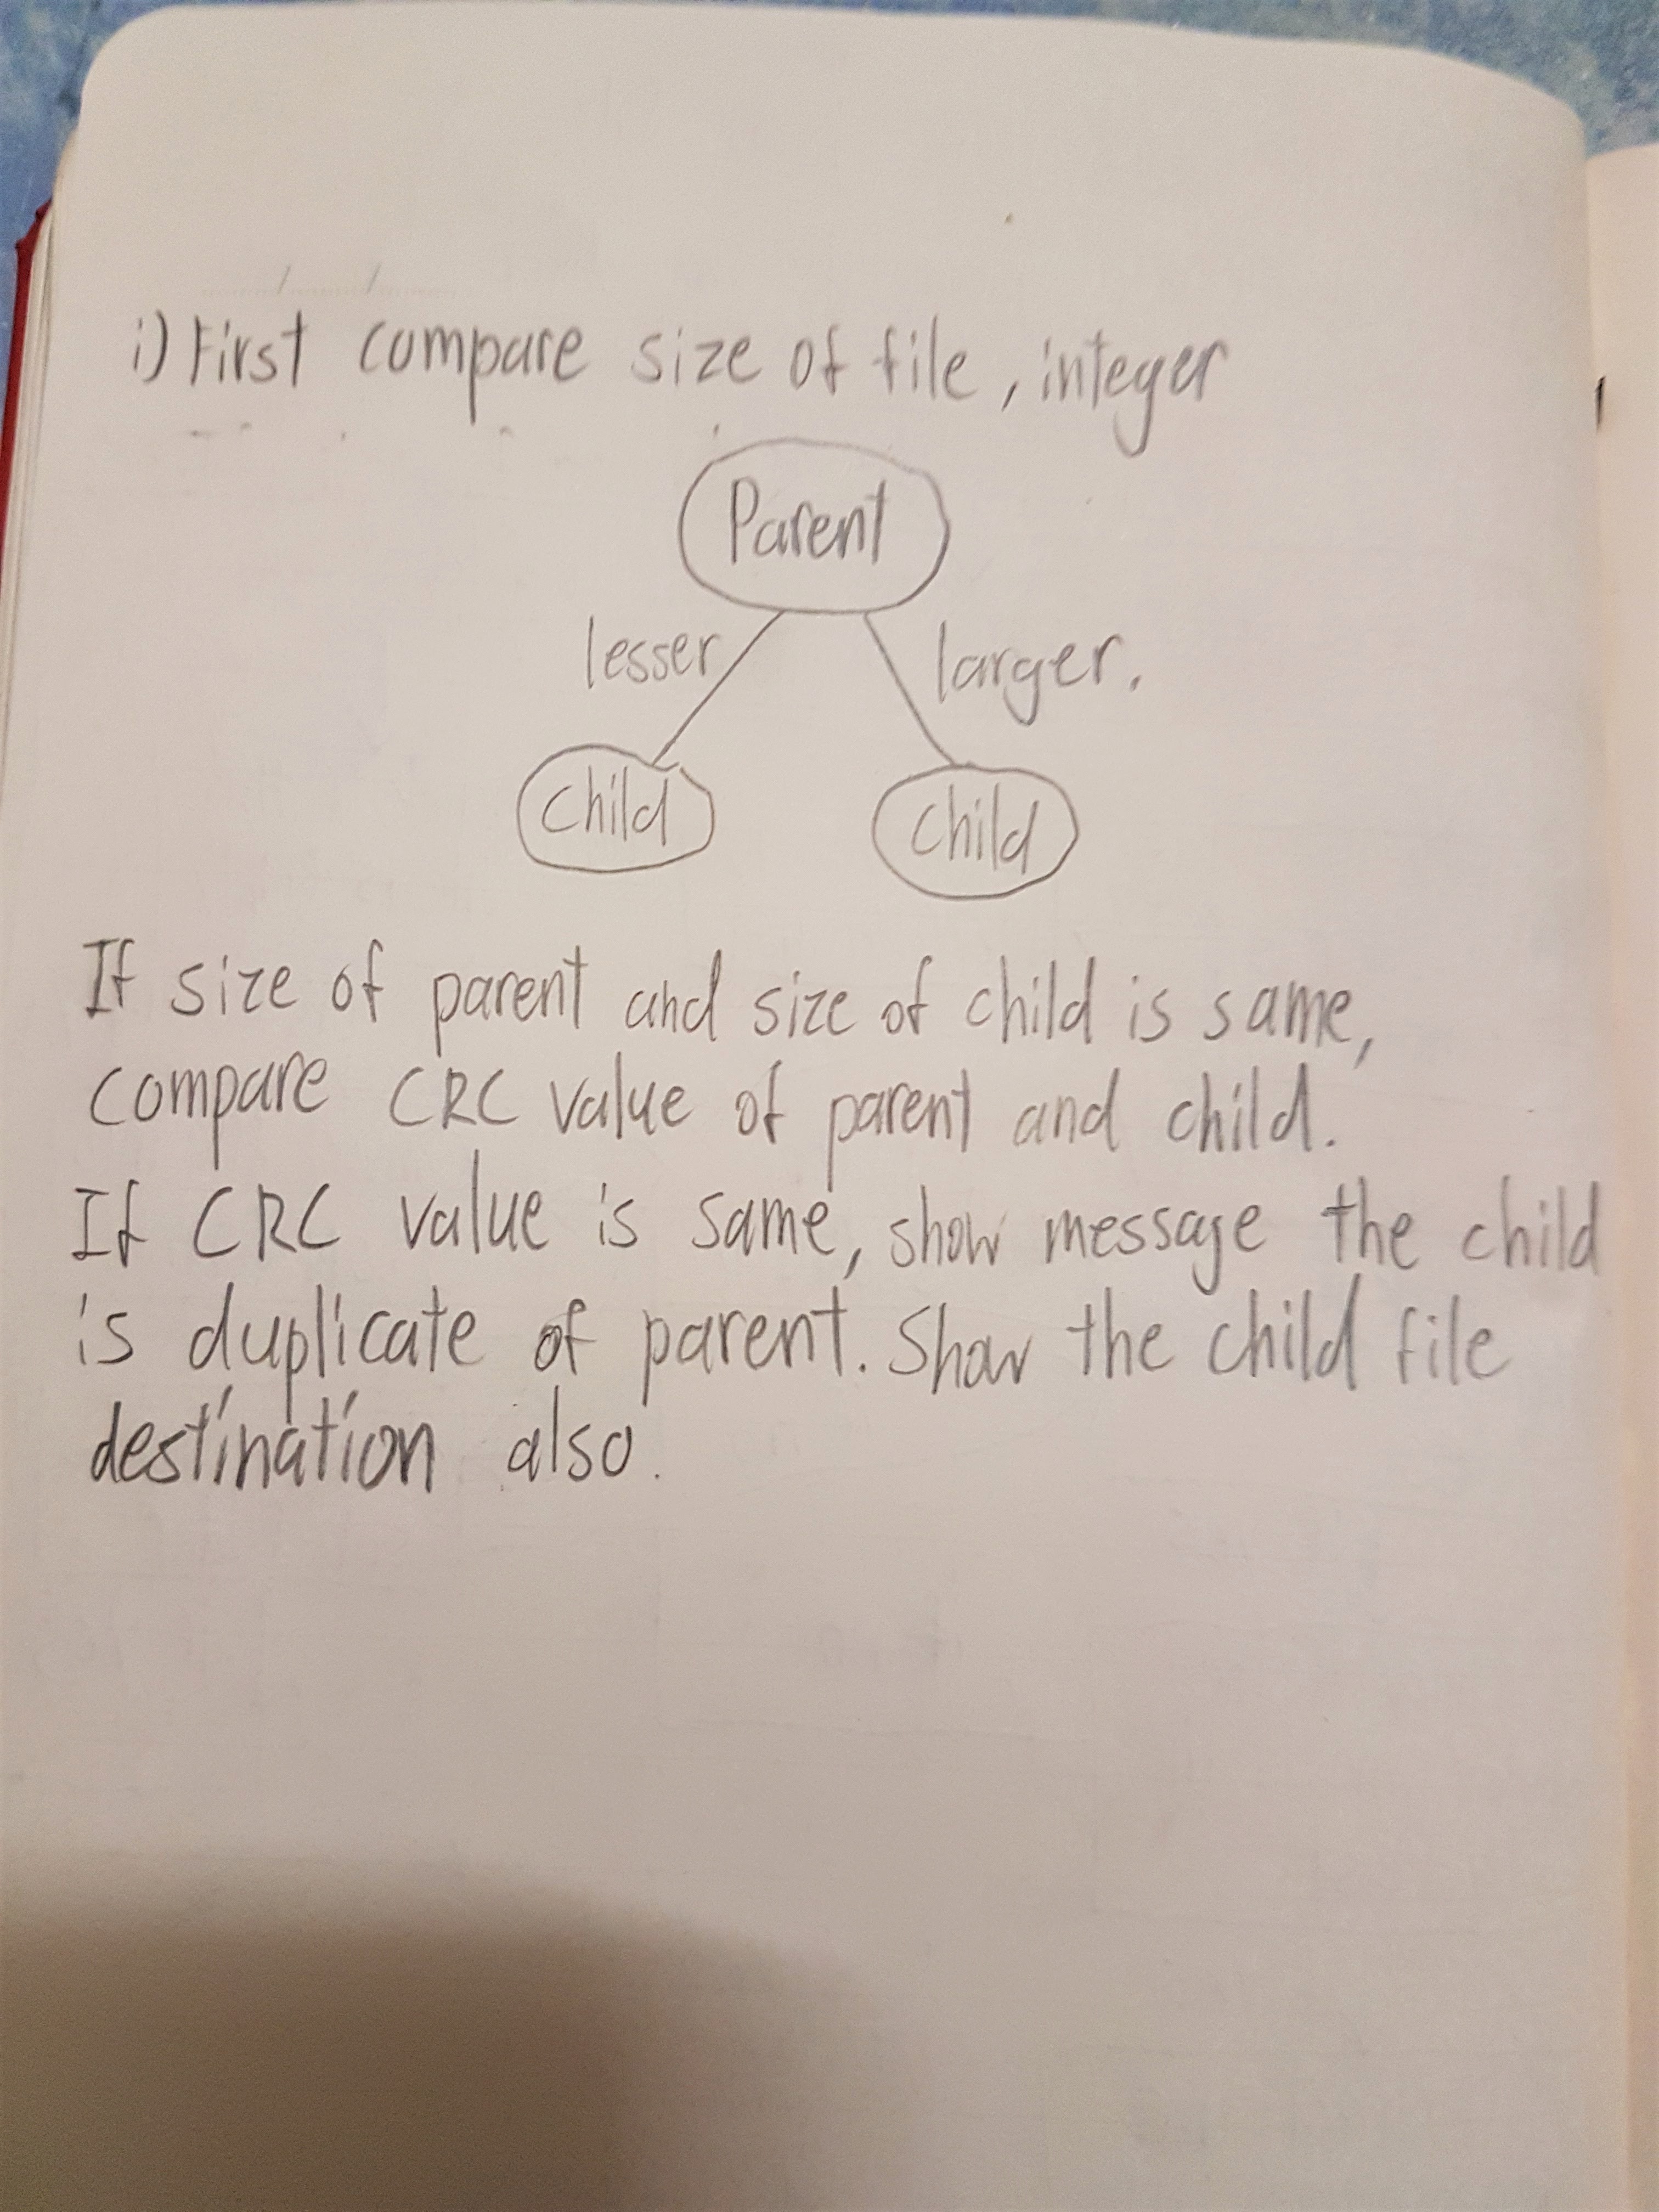 i) First compare size of file, integer
Parent
lesser
larger.
child
child
If size of parent and size of child is same,
compare CRC value of parent and child.
If CRC value is same, show message the child
is duplicate of parent. Show the child file
destination also.